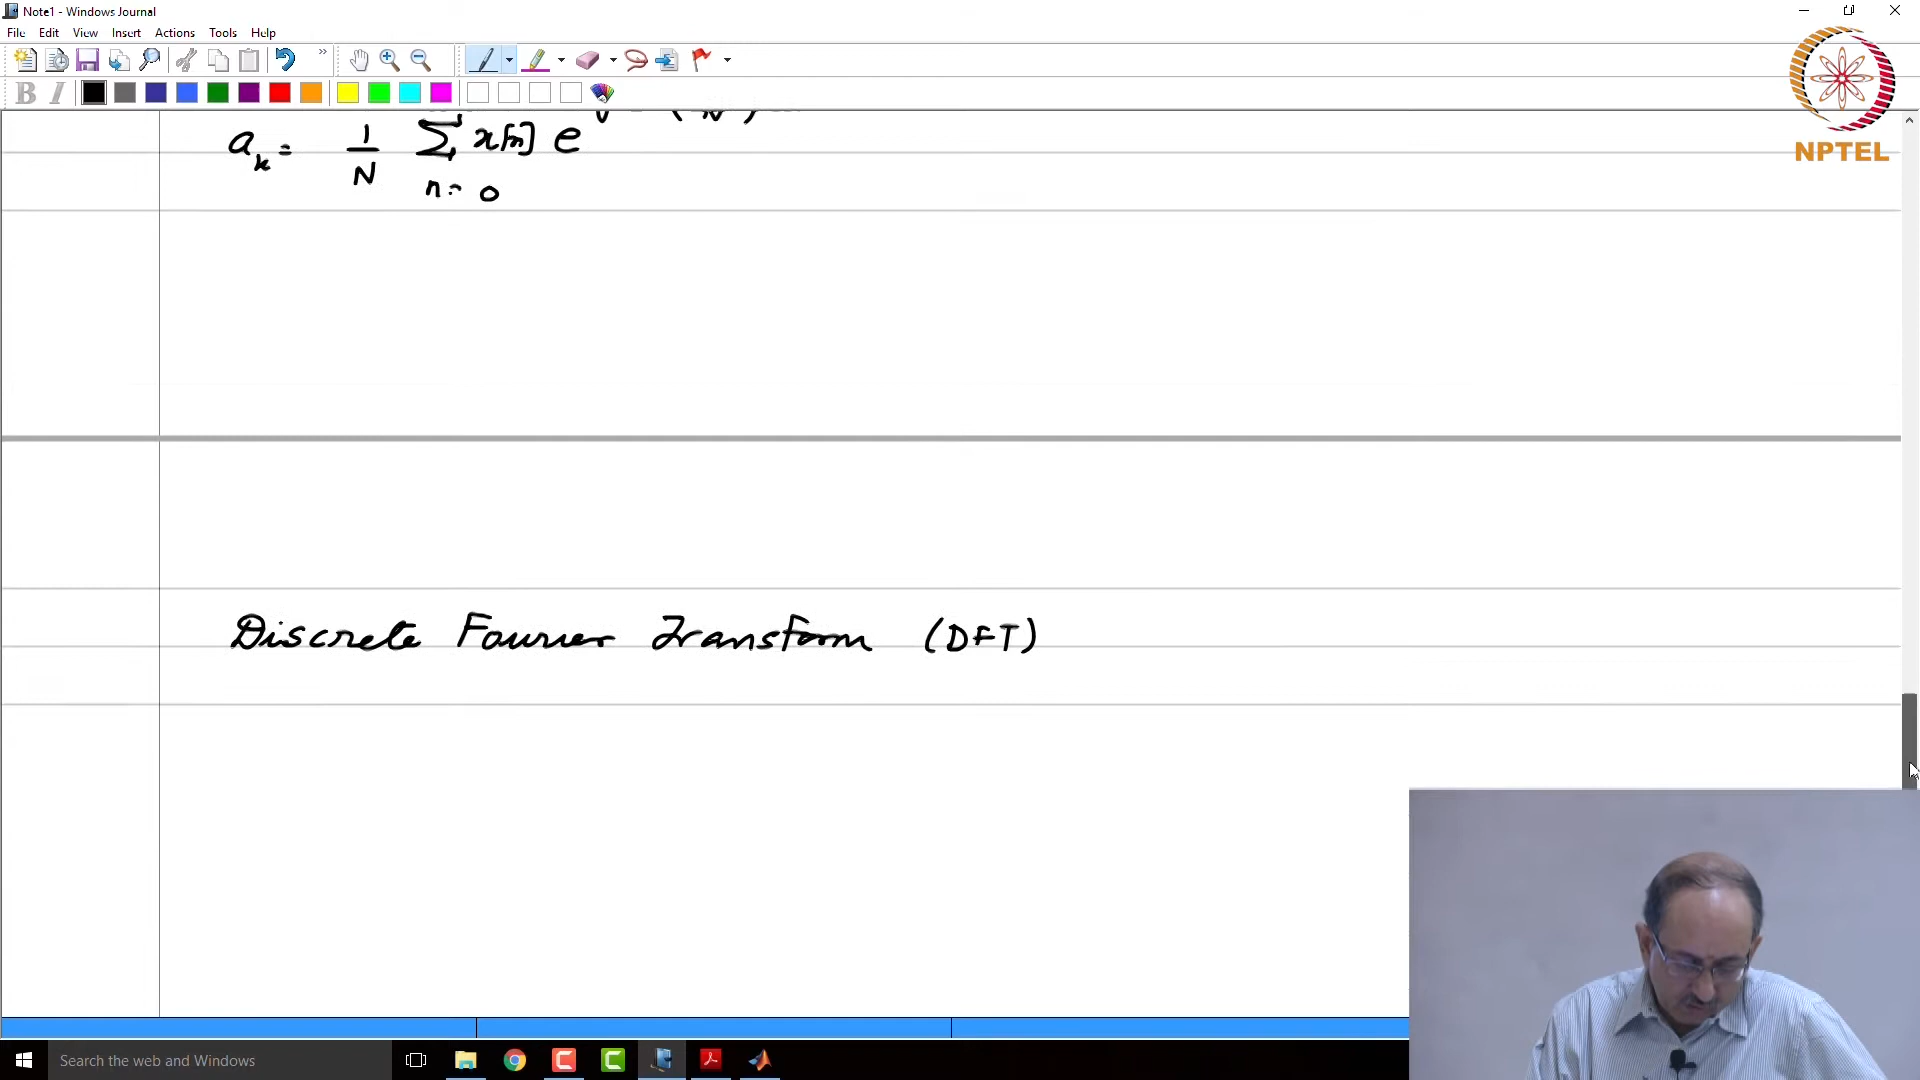 Note1 - Windows Journal
File Edit View Insert Actions Tools Help
B I
NPTEL
a_k = 1/N Σ x[n] e
n = 0
Discrete Fourier Transform (DFT)
Search the web and Windows